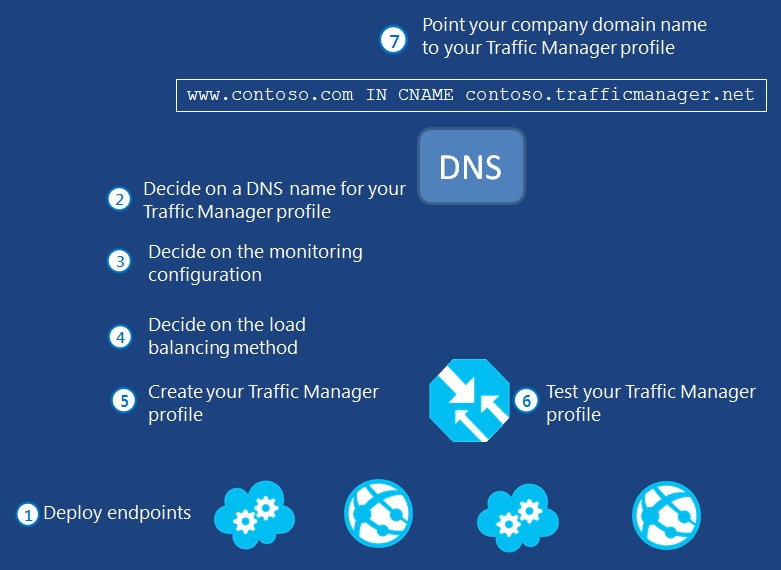 7 Point your company domain name
to your Traffic Manager profile
www.contoso.com IN CNAME contoso.trafficmanager.net
DNS
2 Decide on a DNS name for your
Traffic Manager profile
3 Decide on the monitoring
configuration
4 Decide on the load
balancing method
5 Create your Traffic Manager
profile
6 Test your Traffic Manager
profile
1 Deploy endpoints